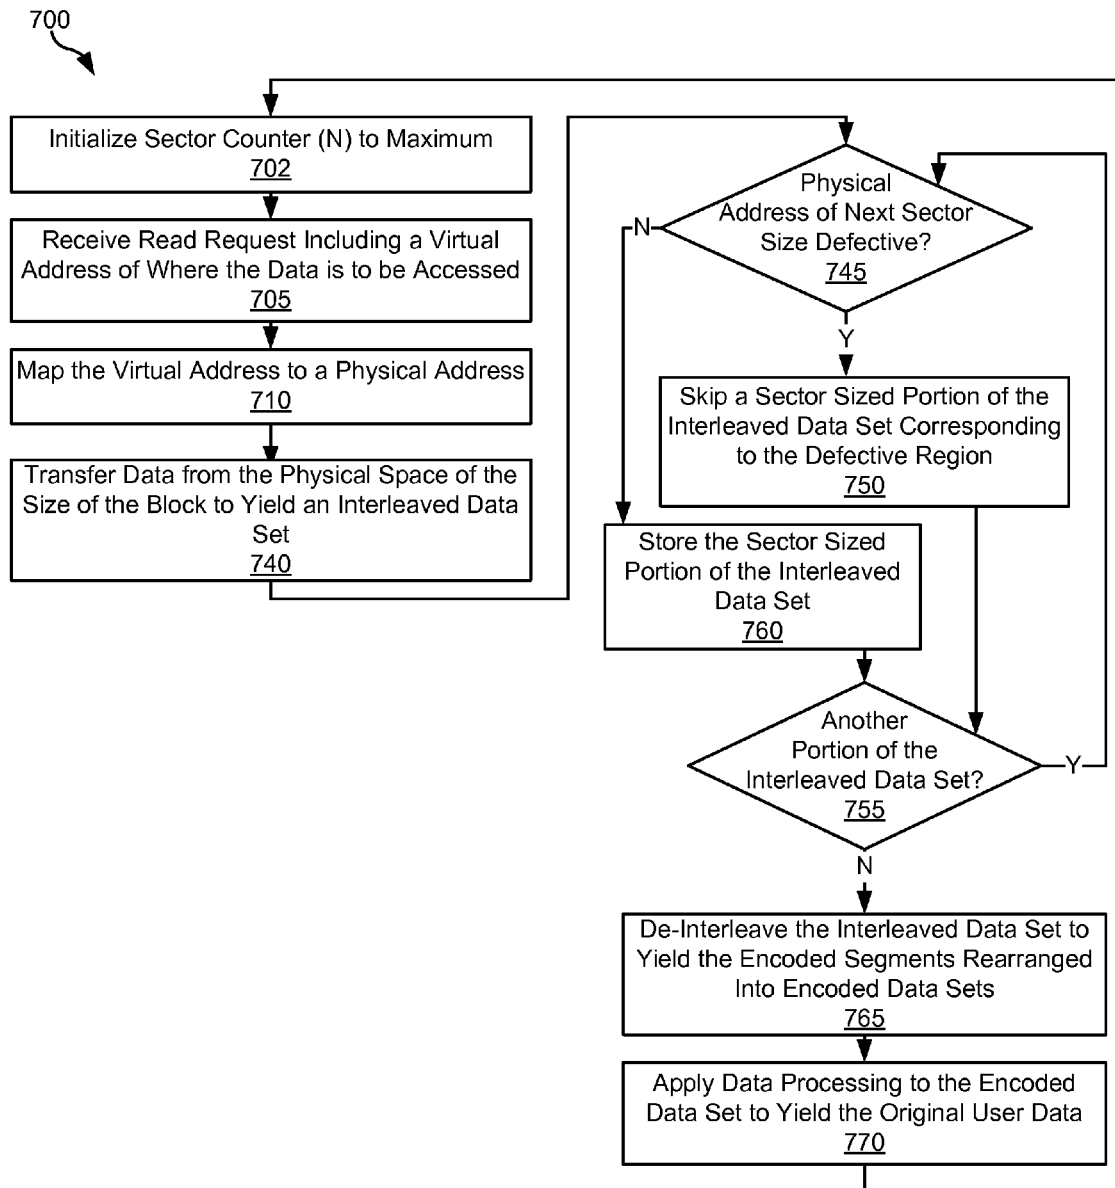 700
Initialize Sector Counter (N) to Maximum
702
Receive Read Request Including a Virtual
Address of Where the Data is to be Accessed
705
Map the Virtual Address to a Physical Address
710
Transfer Data from the Physical Space of the
Size of the Block to Yield an Interleaved Data
Set
740
Physical
Address of Next Sector
Size Defective?
745
N
Y
Skip a Sector Sized Portion of the
Interleaved Data Set Corresponding
to the Defective Region
750
Store the Sector Sized
Portion of the Interleaved
Data Set
760
Another
Portion of the
Interleaved Data Set?
755
Y
N
De-Interleave the Interleaved Data Set to
Yield the Encoded Segments Rearranged
Into Encoded Data Sets
765
Apply Data Processing to the Encoded
Data Set to Yield the Original User Data
770